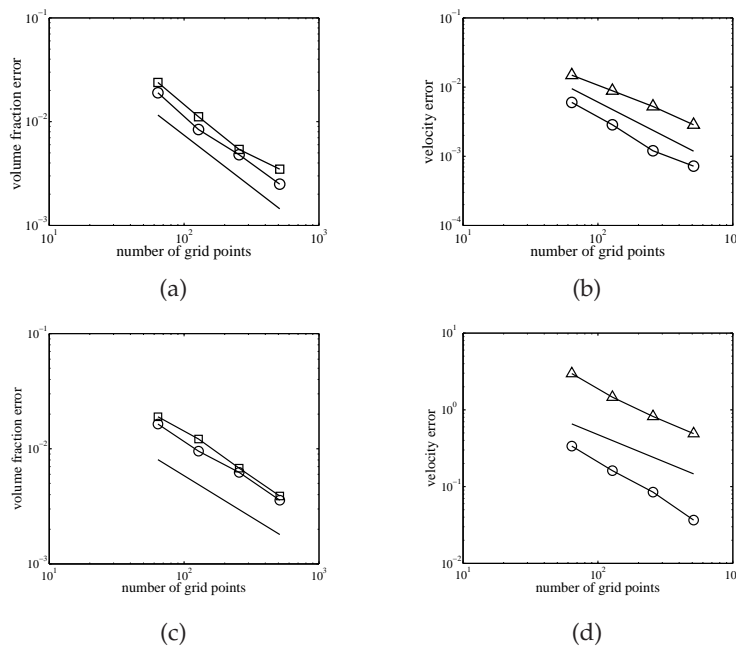 10^−1
10^−2
10^−3
volume fraction error
10^1
10^2
10^3
number of grid points
(a)
10^−1
10^−2
10^−3
10^−4
velocity error
10^1
10^2
10
number of grid points
(b)
10^−1
10^−2
10^−3
volume fraction error
10^1
10^2
10^3
number of grid points
(c)
10^1
10^0
10^−1
10^−2
velocity error
10^1
10^2
10
number of grid points
(d)